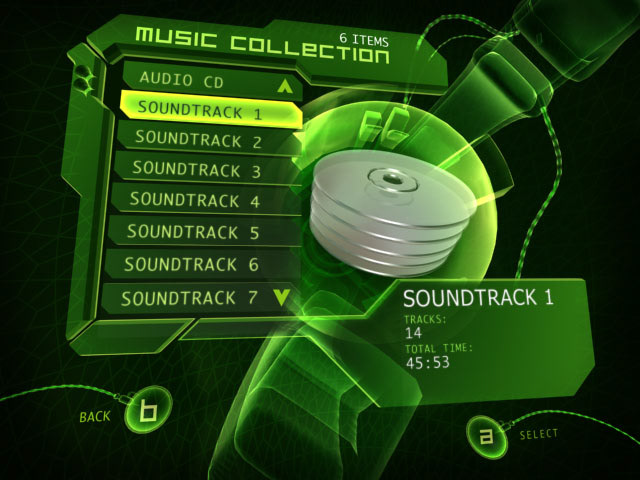 MUSIC COLLECTION
6 ITEMS
AUDIO CD
SOUNDTRACK 1
SOUNDTRACK 2
SOUNDTRACK 3
SOUNDTRACK 4
SOUNDTRACK 5
SOUNDTRACK 6
SOUNDTRACK 7
SOUNDTRACK 1
TRACKS:
14
TOTAL TIME:
45:53
BACK b
a SELECT